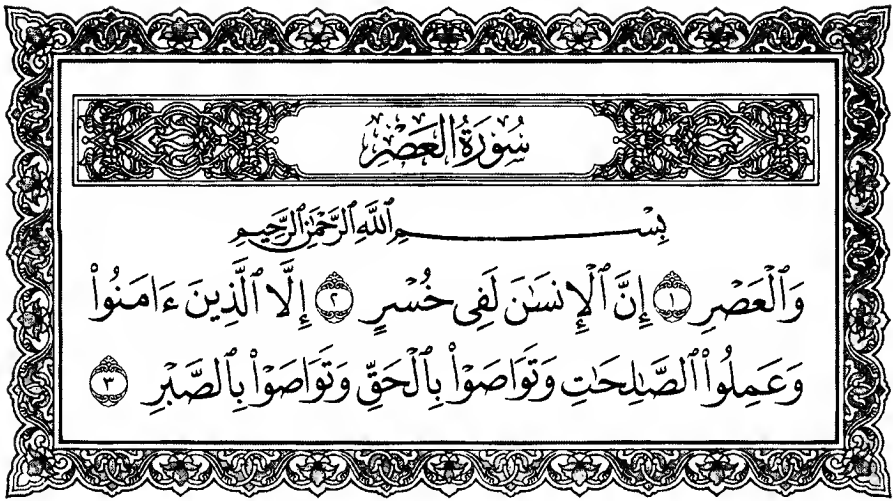 سُورَةُ العَصْرِ
بِسْمِ ٱللَّهِ ٱلرَّحْمَٰنِ ٱلرَّحِيمِ
وَٱلْعَصْرِ ١ إِنَّ ٱلْإِنسَٰنَ لَفِى خُسْرٍ ٢ إِلَّا ٱلَّذِينَ ءَامَنُوا۟
وَعَمِلُوا۟ ٱلصَّٰلِحَٰتِ وَتَوَاصَوْا۟ بِٱلْحَقِّ وَتَوَاصَوْا۟ بِٱلصَّبْرِ ٣